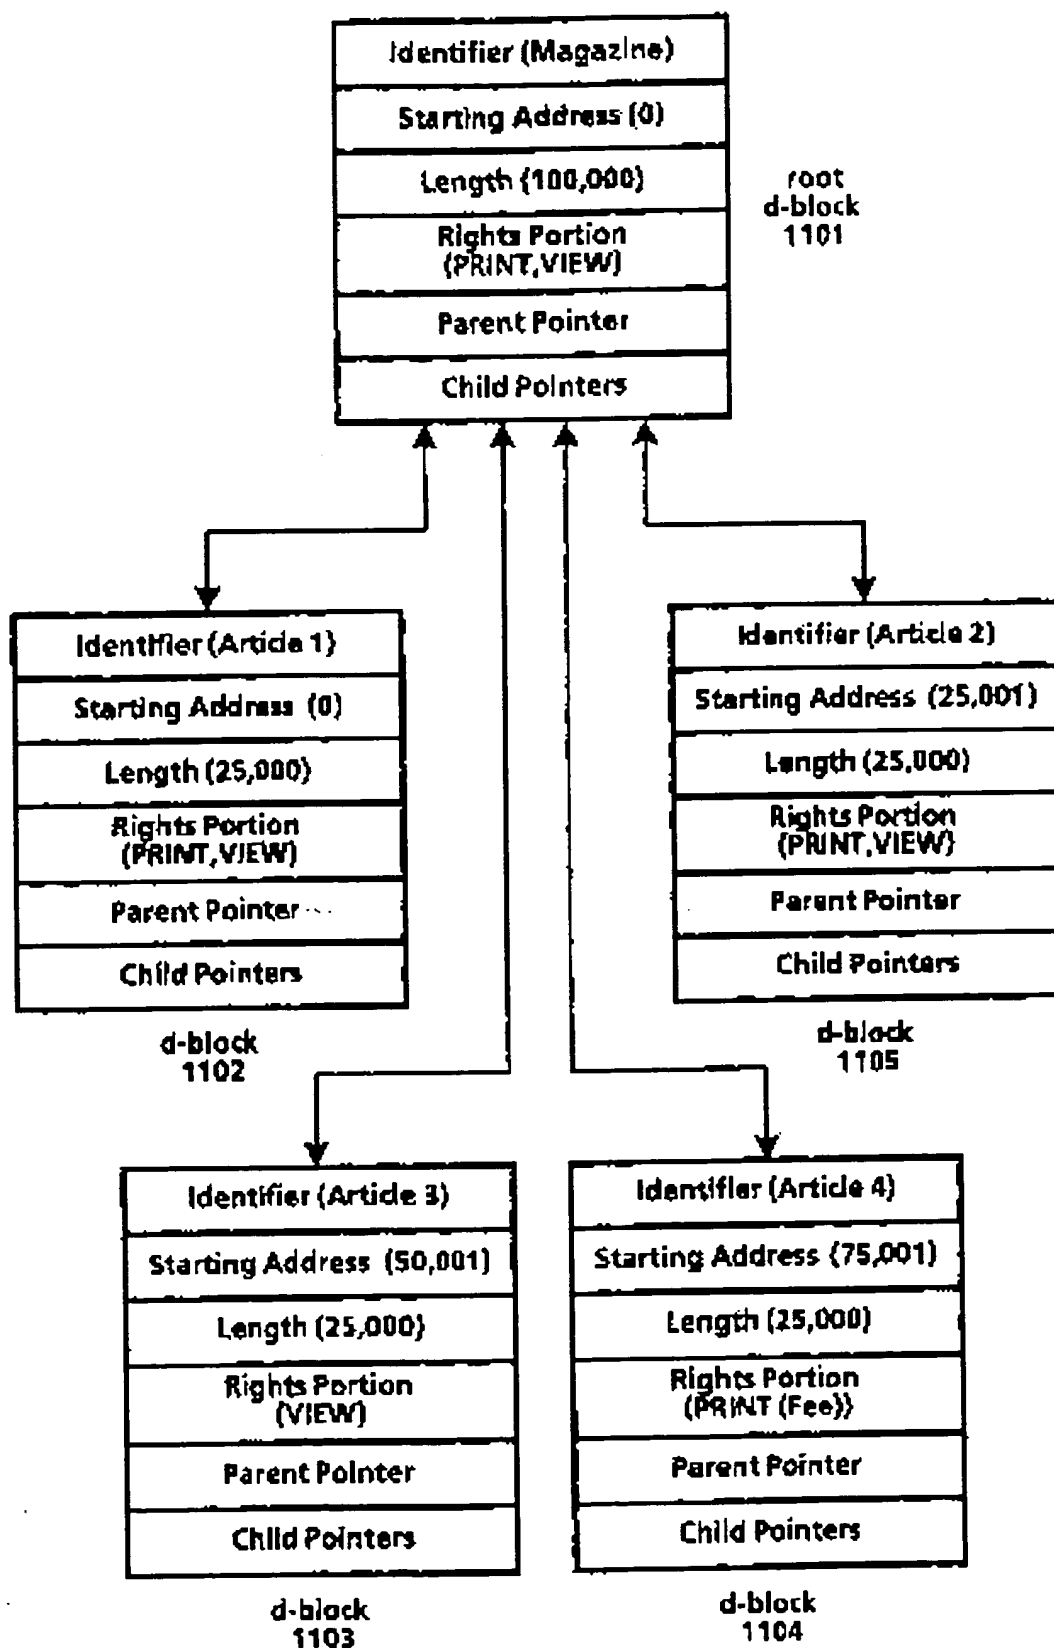 Identifier (Magazine)
Starting Address (0)
Length (100,000)
Rights Portion
(PRINT,VIEW)
Parent Pointer
Child Pointers
root
d-block
1101
Identifier (Article 1)
Starting Address (0)
Length (25,000)
Rights Portion
(PRINT,VIEW)
Parent Pointer
Child Pointers
d-block
1102
Identifier (Article 2)
Starting Address (25,001)
Length (25,000)
Rights Portion
(PRINT,VIEW)
Parent Pointer
Child Pointers
d-block
1105
Identifier (Article 3)
Starting Address (50,001)
Length (25,000)
Rights Portion
(VIEW)
Parent Pointer
Child Pointers
d-block
1103
Identifier (Article 4)
Starting Address (75,001)
Length (25,000)
Rights Portion
(PRINT (Fee))
Parent Pointer
Child Pointers
d-block
1104